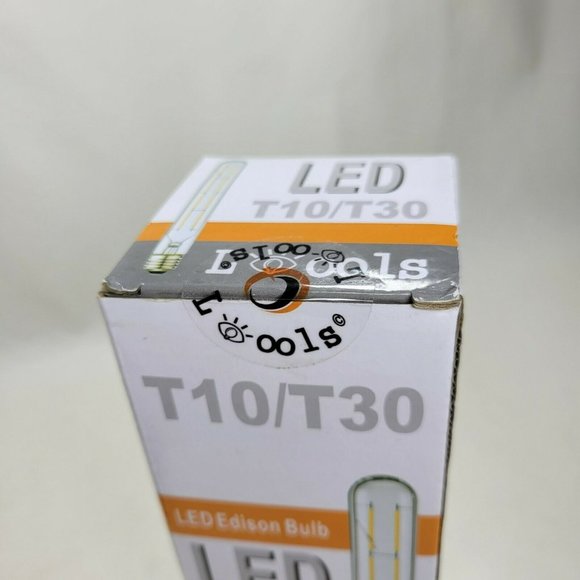 LED
T10/T30
L ools
L ools
L ools©
T10/T30
LED Edison Bulb
LED